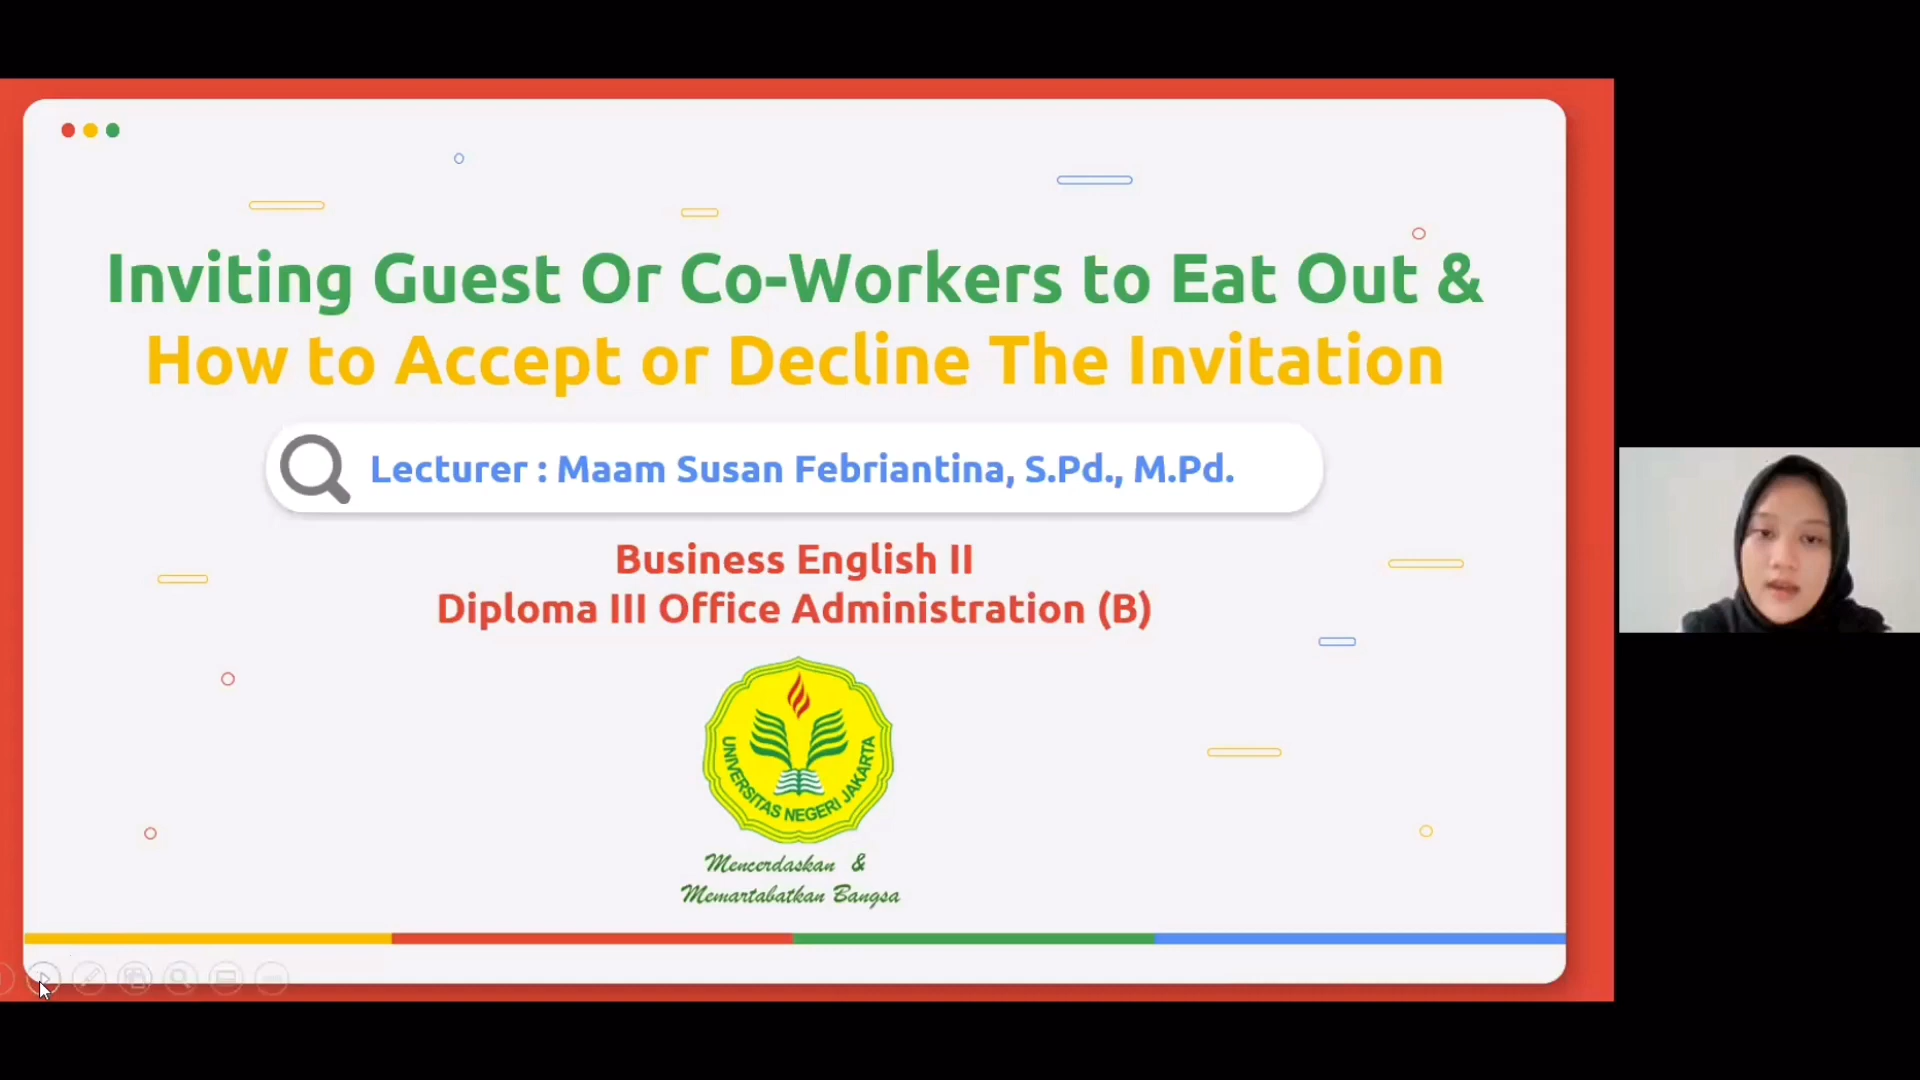 Inviting Guest Or Co-Workers to Eat Out &
How to Accept or Decline The Invitation
Lecturer : Maam Susan Febriantina, S.Pd., M.Pd.
Business English II
Diploma III Office Administration (B)
UNIVERSITAS NEGERI JAKARTA
Mencerdaskan &
Memartabatkan Bangsa